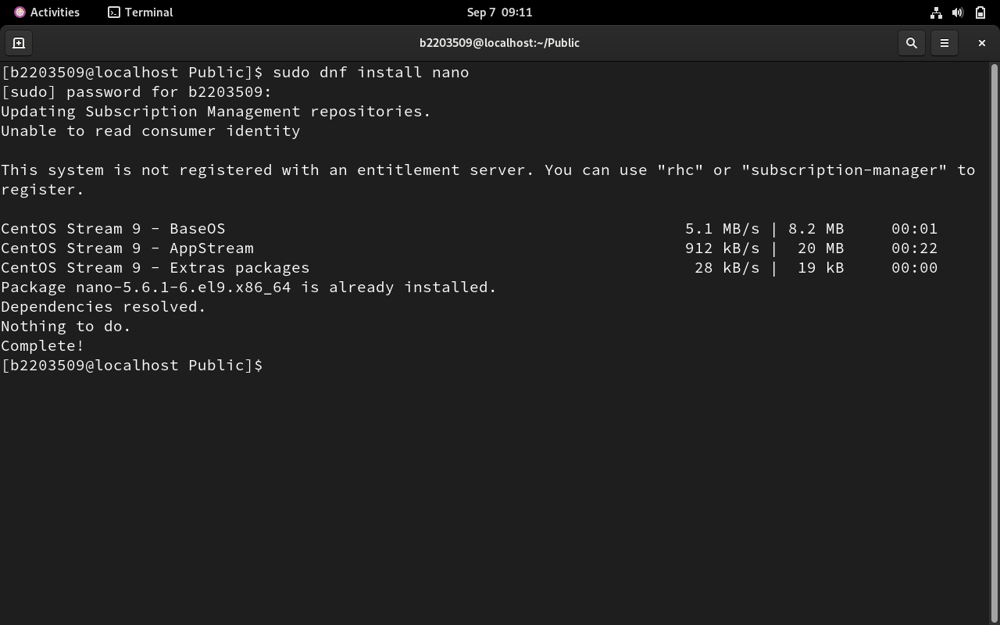 Activities Terminal Sep 7 09:11
b2203509@localhost:~/Public
[b2203509@localhost Public]$ sudo dnf install nano
[sudo] password for b2203509:
Updating Subscription Management repositories.
Unable to read consumer identity
This system is not registered with an entitlement server. You can use "rhc" or "subscription-manager" to
register.
CentOS Stream 9 - BaseOS 5.1 MB/s | 8.2 MB 00:01
CentOS Stream 9 - AppStream 912 kB/s | 20 MB 00:22
CentOS Stream 9 - Extras packages 28 kB/s | 19 kB 00:00
Package nano-5.6.1-6.el9.x86_64 is already installed.
Dependencies resolved.
Nothing to do.
Complete!
[b2203509@localhost Public]$